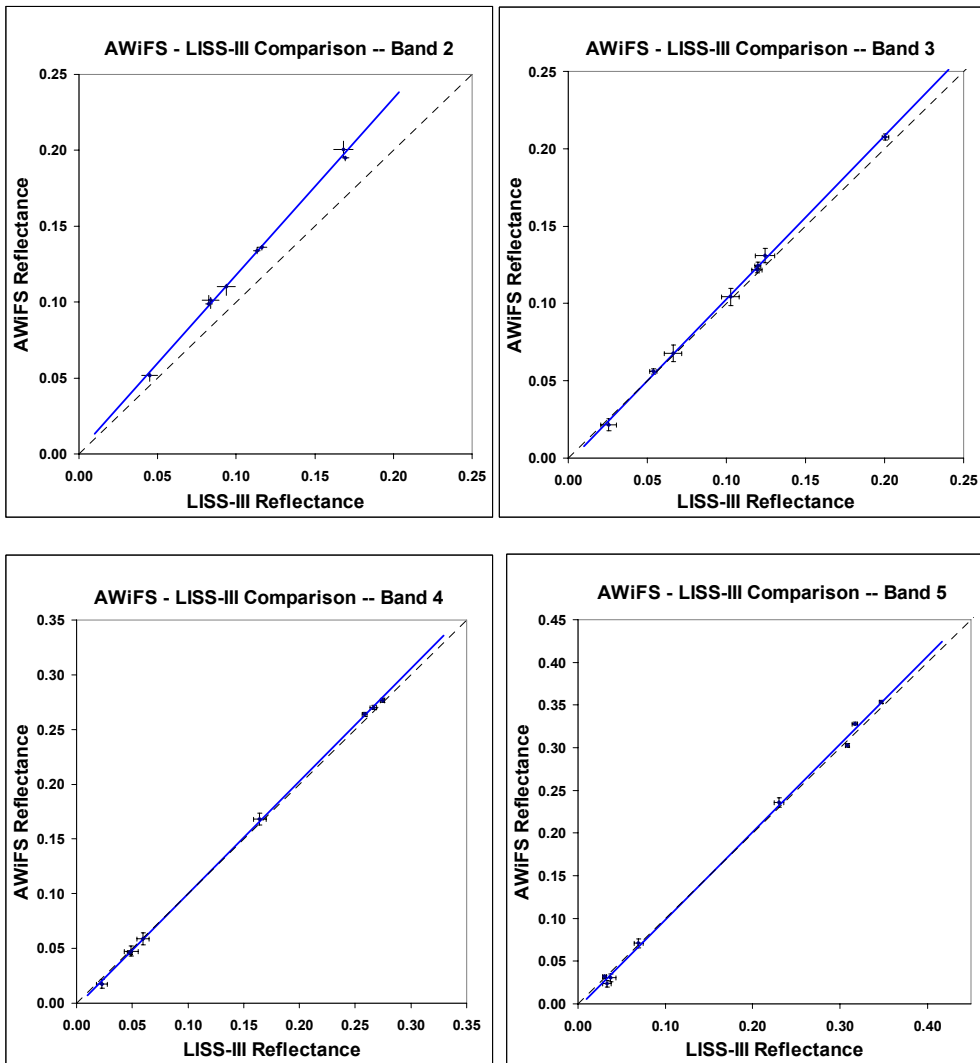 AWiFS - LISS-III Comparison -- Band 2
0.25
0.20
0.15
0.10
0.05
0.00
AWiFS Reflectance
0.00 0.05 0.10 0.15 0.20 0.25
LISS-III Reflectance
AWiFS - LISS-III Comparison -- Band 3
0.25
0.20
0.15
0.10
0.05
0.00
AWiFS Reflectance
0.00 0.05 0.10 0.15 0.20 0.25
LISS-III Reflectance
AWiFS - LISS-III Comparison -- Band 4
0.35
0.30
0.25
0.20
0.15
0.10
0.05
0.00
AWiFS Reflectance
0.00 0.05 0.10 0.15 0.20 0.25 0.30 0.35
LISS-III Reflectance
AWiFS - LISS-III Comparison -- Band 5
0.45
0.40
0.35
0.30
0.25
0.20
0.15
0.10
0.05
0.00
AWiFS Reflectance
0.00 0.10 0.20 0.30 0.40
LISS-III Reflectance